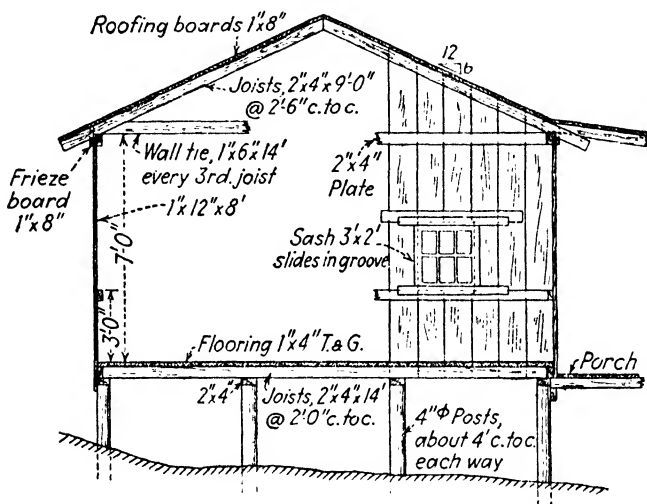 Roofing boards 1"x8"
12
6
Joists, 2"x4"x9'-0"
@ 2'-6" c.to c.
Wall tie, 1"x6"x14'
every 3rd. joist
2"x4"
Plate
Frieze
board
1"x8"
1"x12"x8'
7'-0"
Sash 3'x2'
slides in groove
3'-0"
Flooring 1"x4" T.& G.
Porch
2"x4"
Joists, 2"x4"x14'
@ 2'-0" c.to c.
4"Φ Posts,
about 4' c.to c.
each way